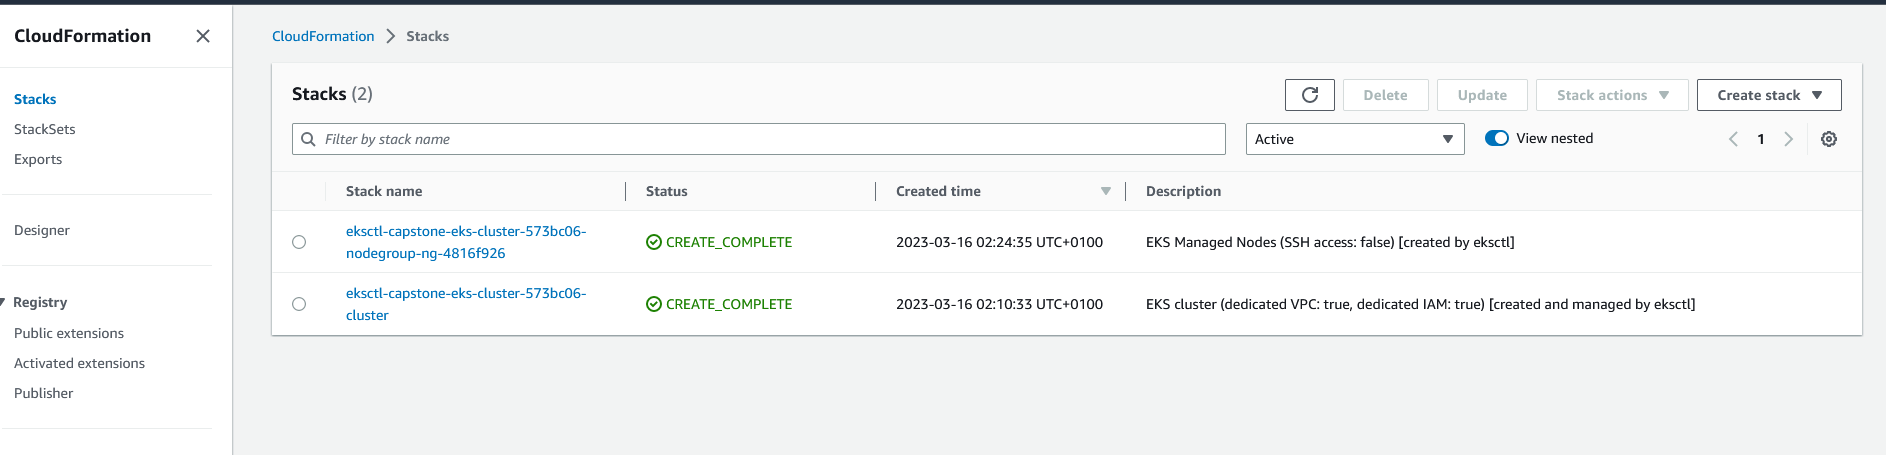 CloudFormation
Stacks
StackSets
Exports
Designer
Registry
Public extensions
Activated extensions
Publisher
CloudFormation Stacks
Stacks (2)
Delete
Update
Stack actions
Create stack
Filter by stack name
Active
View nested
1
Stack name Status Created time Description
eksctl-capstone-eks-cluster-573bc06-
nodegroup-ng-4816f926
CREATE_COMPLETE
2023-03-16 02:24:35 UTC+0100
EKS Managed Nodes (SSH access: false) [created by eksctl]
eksctl-capstone-eks-cluster-573bc06-
cluster
CREATE_COMPLETE
2023-03-16 02:10:33 UTC+0100
EKS cluster (dedicated VPC: true, dedicated IAM: true) [created and managed by eksctl]